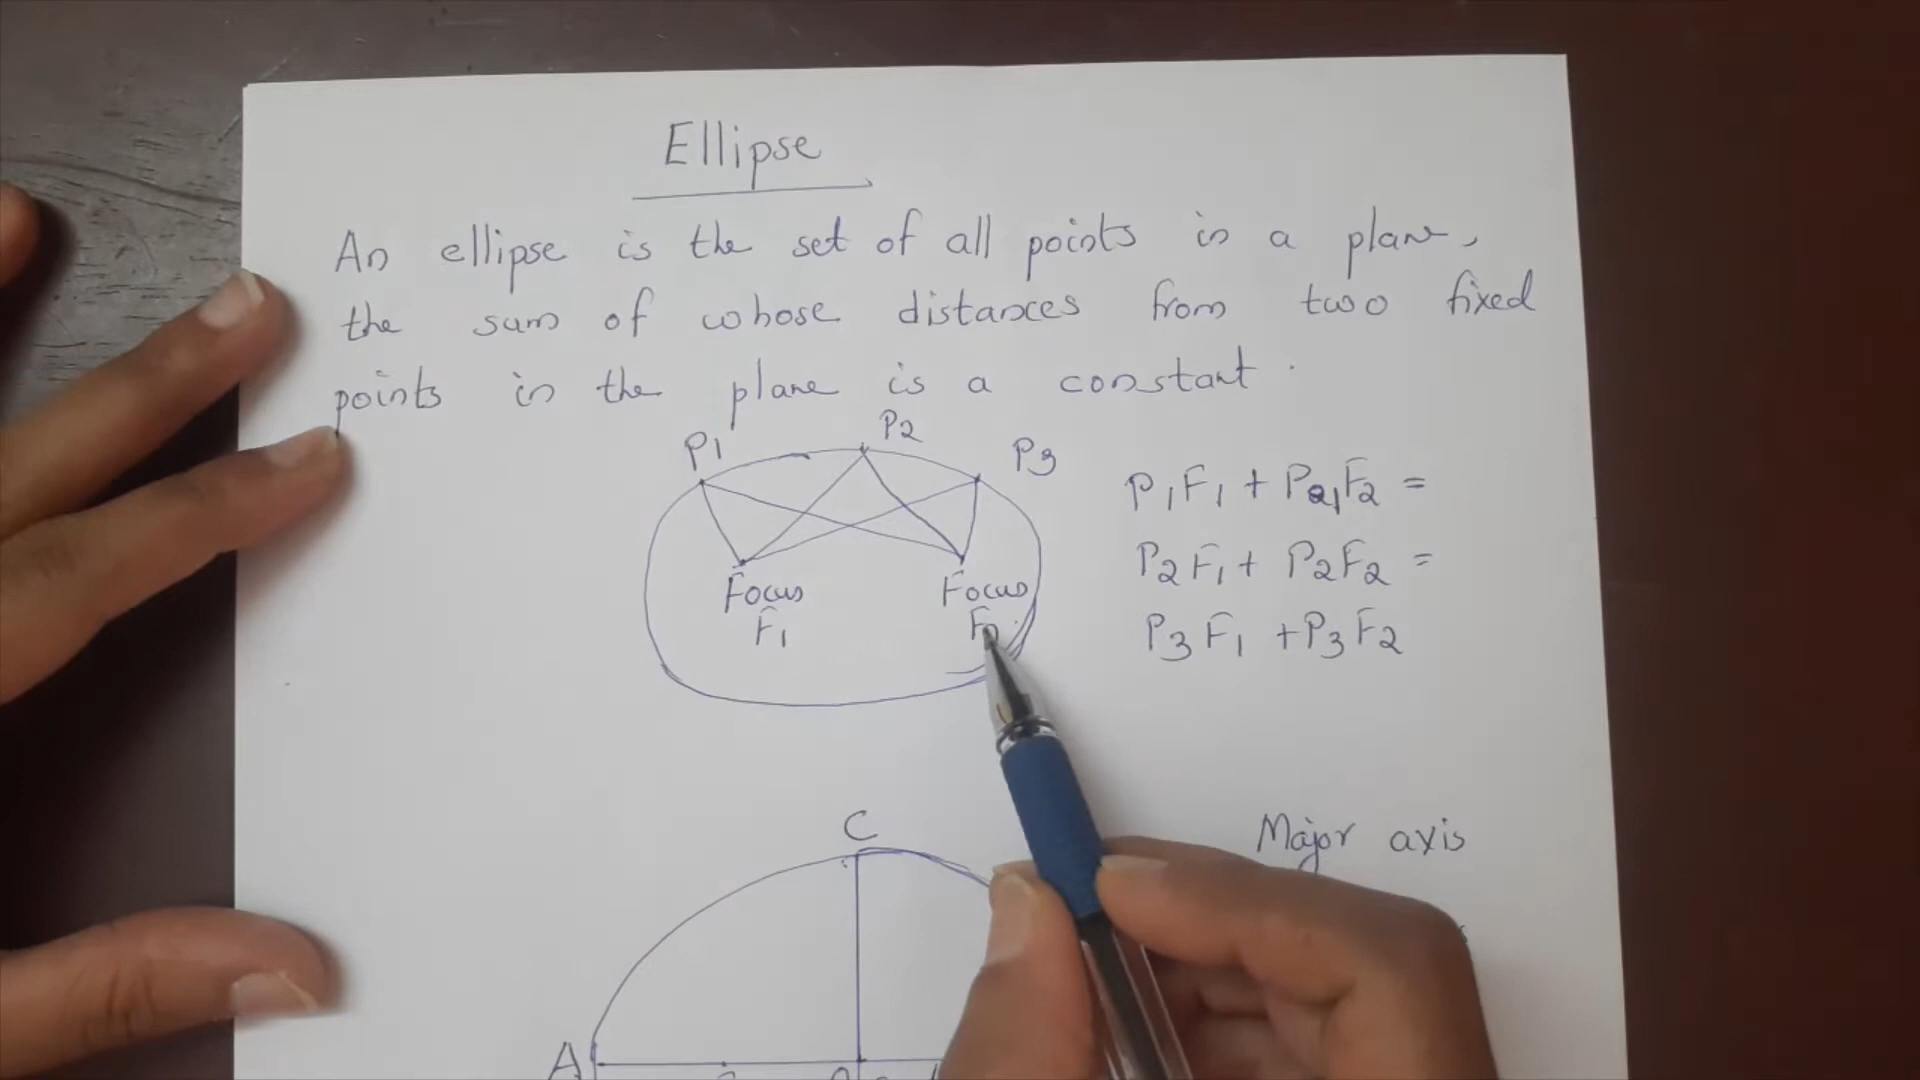 Ellipse
An ellipse is the set of all points in a plane,
the sum of whose distances from two fixed
points in the plane is a constant.
P1 P2 P3
P1F1 + P1F2 =
P2F1 + P2F2 =
Focus Focus
F1 F2
P3F1 + P3F2
C
Major axis
A